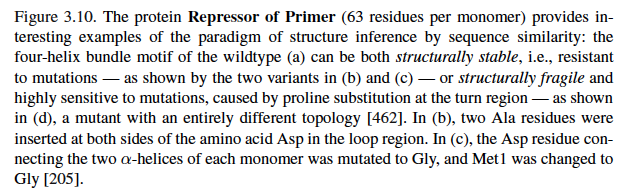 Figure 3.10. The protein Repressor of Primer (63 residues per monomer) provides in-
teresting examples of the paradigm of structure inference by sequence similarity: the
four-helix bundle motif of the wildtype (a) can be both structurally stable, i.e., resistant
to mutations — as shown by the two variants in (b) and (c) — or structurally fragile and
highly sensitive to mutations, caused by proline substitution at the turn region — as shown
in (d), a mutant with an entirely different topology [462]. In (b), two Ala residues were
inserted at both sides of the amino acid Asp in the loop region. In (c), the Asp residue con-
necting the two α-helices of each monomer was mutated to Gly, and Met1 was changed to
Gly [205].